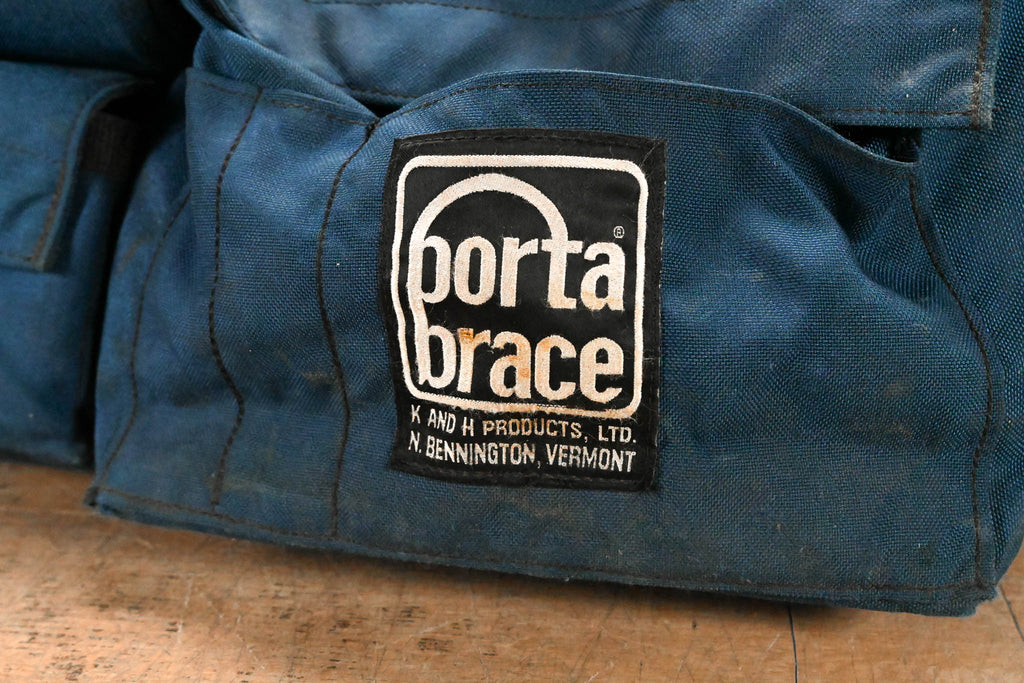 porta®
brace
K AND H PRODUCTS, LTD.
N. BENNINGTON, VERMONT